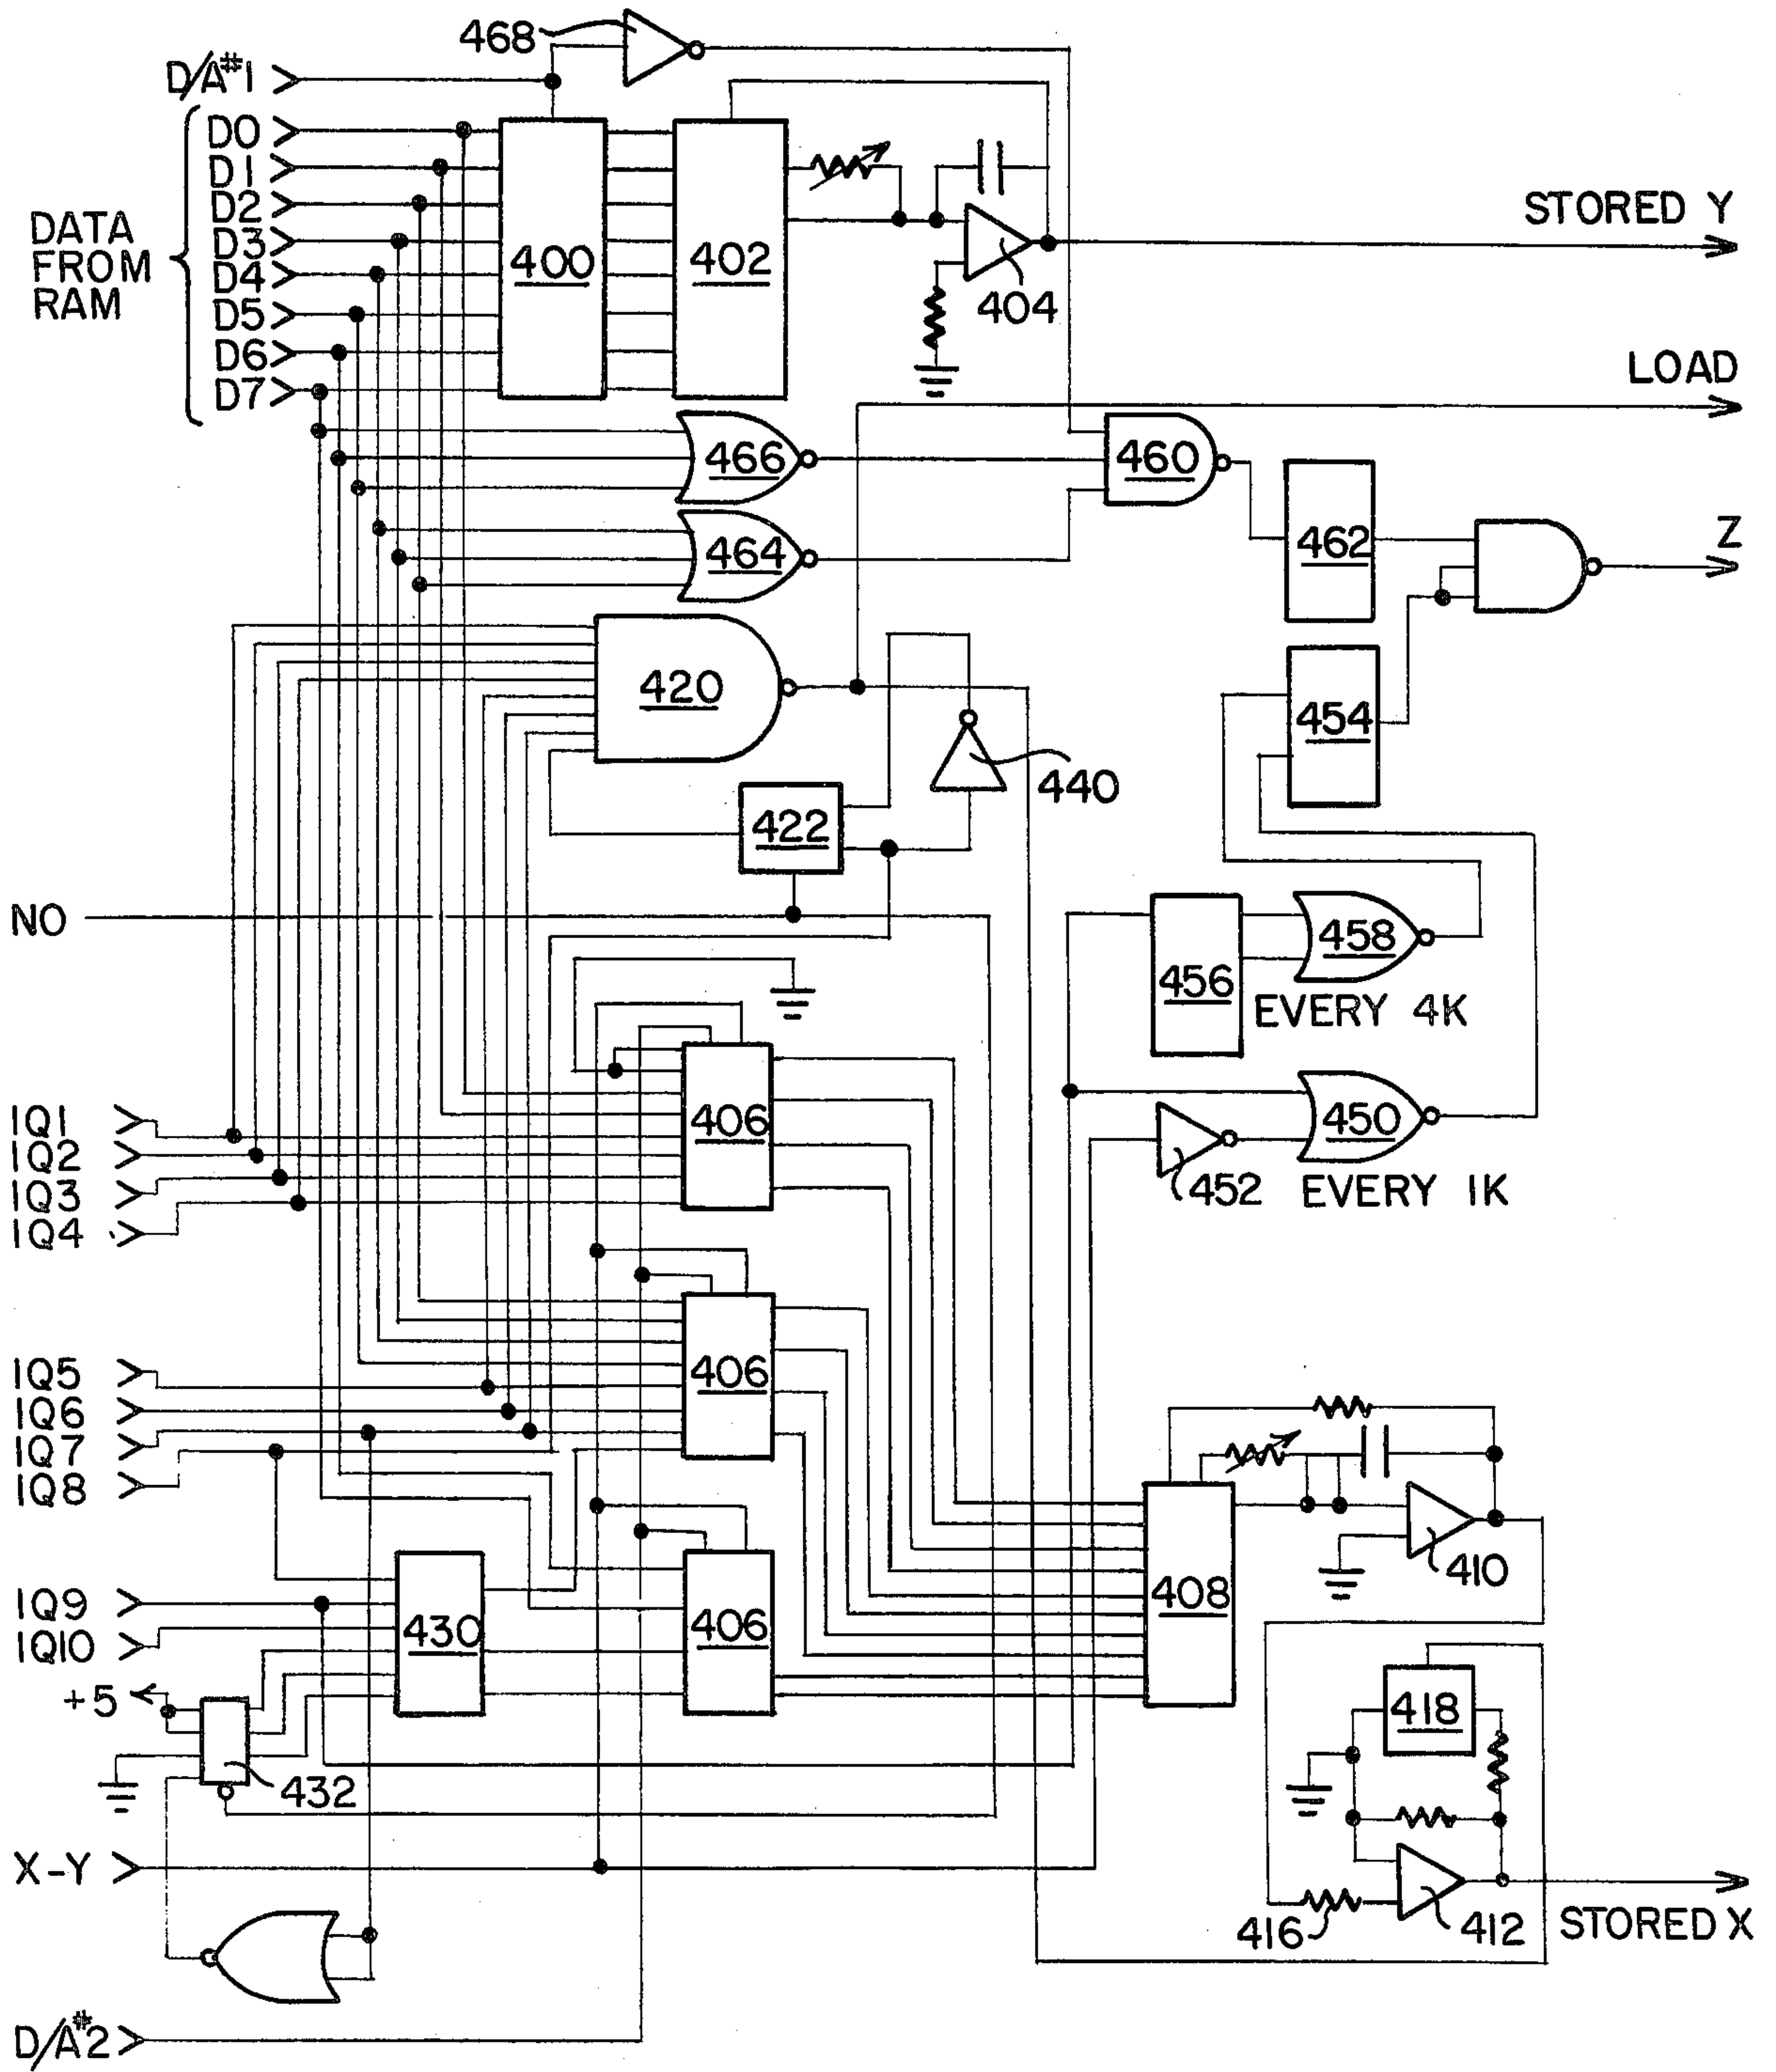 468
D/A#1
D0
D1
D2
D3
D4
D5
D6
D7
DATA
FROM
RAM
400
402
404
STORED Y
LOAD
466
460
464
462
Z
420
454
440
422
NO
458
456
EVERY 4K
IQ1
IQ2
IQ3
IQ4
406
450
452
EVERY 1K
IQ5
IQ6
IQ7
IQ8
406
410
408
IQ9
IQ10
430
406
+5
432
418
X-Y
416
412
STORED X
D/A#2